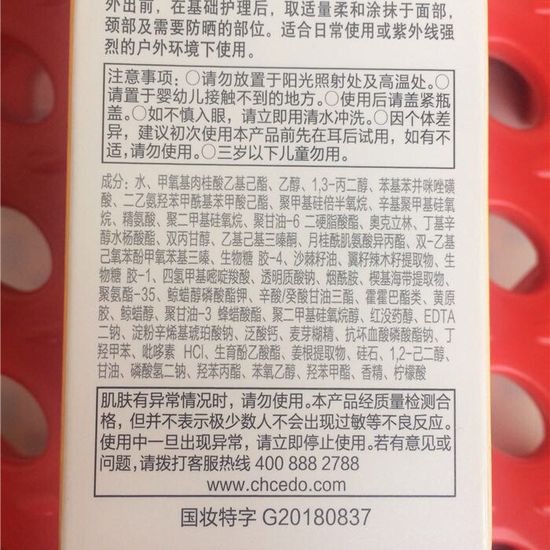 外出前，在基础护理后，取适量柔和涂抹于面部，
颈部及需要防晒的部位。适合日常使用或紫外线强
烈的户外环境下使用。
注意事项：○请勿放置于阳光照射处及高温处。○
请置于婴幼儿接触不到的地方。○使用后请盖紧瓶
盖。○如不慎入眼，请立即用清水冲洗。○因个体差
异，建议初次使用本产品前先在耳后试用，如有不
适，请勿使用。○三岁以下儿童勿用。
成分：水、甲氧基肉桂酸乙基己酯、乙醇、1,3-丙二醇、苯基苯并咪唑磺
酸、二乙氨羟苯甲酰基苯甲酸己酯、聚甲基硅倍半氧烷、辛基聚甲基硅氧
烷、精氨酸、聚二甲基硅氧烷、聚甘油-6 二硬脂酸酯、奥克立林、丁基辛
醇水杨酸酯、双丙甘醇、乙基己基三嗪酮、月桂酰肌氨酸异丙酯、双-乙基
己氧苯酚甲氧苯基三嗪、生物糖 胶-4、沙棘籽油、翼籽辣木籽提取物、生
物糖 胶-1、四氢甲基嘧啶羧酸、透明质酸钠、烟酰胺、楔基海带提取物、
聚氨酯-35、鲸蜡醇磷酸酯钾、辛酸/癸酸甘油三酯、霍霍巴酯类、黄原
胶、鲸蜡醇、聚甘油-3 蜂蜡酸酯、聚二甲基硅氧烷醇、红没药醇、EDTA
二钠、淀粉辛烯基琥珀酸钠、泛酸钙、麦芽糊精、抗坏血酸磷酸酯钠、丁
羟甲苯、吡哆素 HCl、生育酚乙酸酯、姜根提取物、硅石、1,2-己二醇、
甘油、磷酸氢二钠、羟苯丙酯、苯氧乙醇、羟苯甲酯、香精、柠檬酸
肌肤有异常情况时，请勿使用。本产品经质量检测合
格，但并不表示极少数人不会出现过敏等不良反应。
使用中一旦出现异常，请立即停止使用。若有意见或
问题，请拨打客服热线 400 888 2788
www.chcedo.com
国妆特字 G20180837